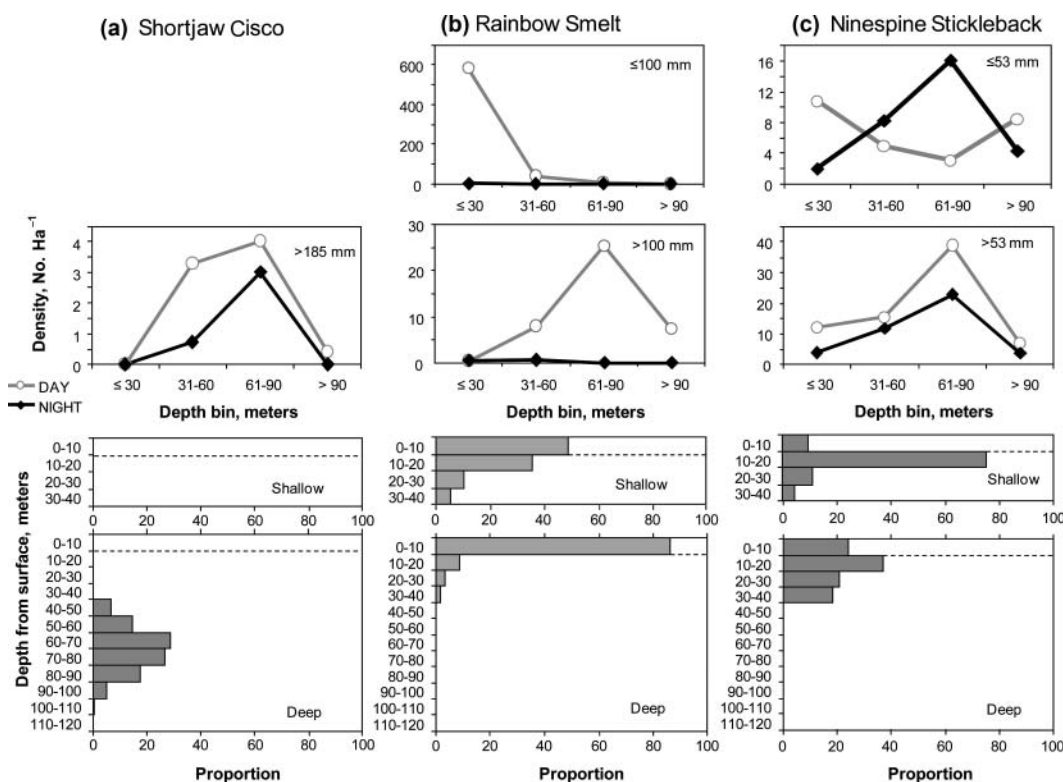 (a) Shortjaw Cisco
(b) Rainbow Smelt
(c) Ninespine Stickleback
600
400
200
0
≤100 mm
≤ 30 31-60 61-90 > 90
16
12
8
4
0
≤53 mm
≤ 30 31-60 61-90 > 90
Density, No. Ha⁻¹
4
3
2
1
0
>185 mm
≤ 30 31-60 61-90 > 90
Depth bin, meters
DAY
NIGHT
30
20
10
0
>100 mm
≤ 30 31-60 61-90 > 90
Depth bin, meters
40
30
20
10
0
>53 mm
≤ 30 31-60 61-90 > 90
Depth bin, meters
Depth from surface, meters
0-10
10-20
20-30
30-40
Shallow
0 20 40 60 80 100
0-10
10-20
20-30
30-40
40-50
50-60
60-70
70-80
80-90
90-100
100-110
110-120
Deep
0 20 40 60 80 100
Proportion
0-10
10-20
20-30
30-40
Shallow
0 20 40 60 80 100
0-10
10-20
20-30
30-40
40-50
50-60
60-70
70-80
80-90
90-100
100-110
110-120
Deep
0 20 40 60 80 100
Proportion
0-10
10-20
20-30
30-40
Shallow
0 20 40 60 80 100
0-10
10-20
20-30
30-40
40-50
50-60
60-70
70-80
80-90
90-100
100-110
110-120
Deep
0 20 40 60 80 100
Proportion